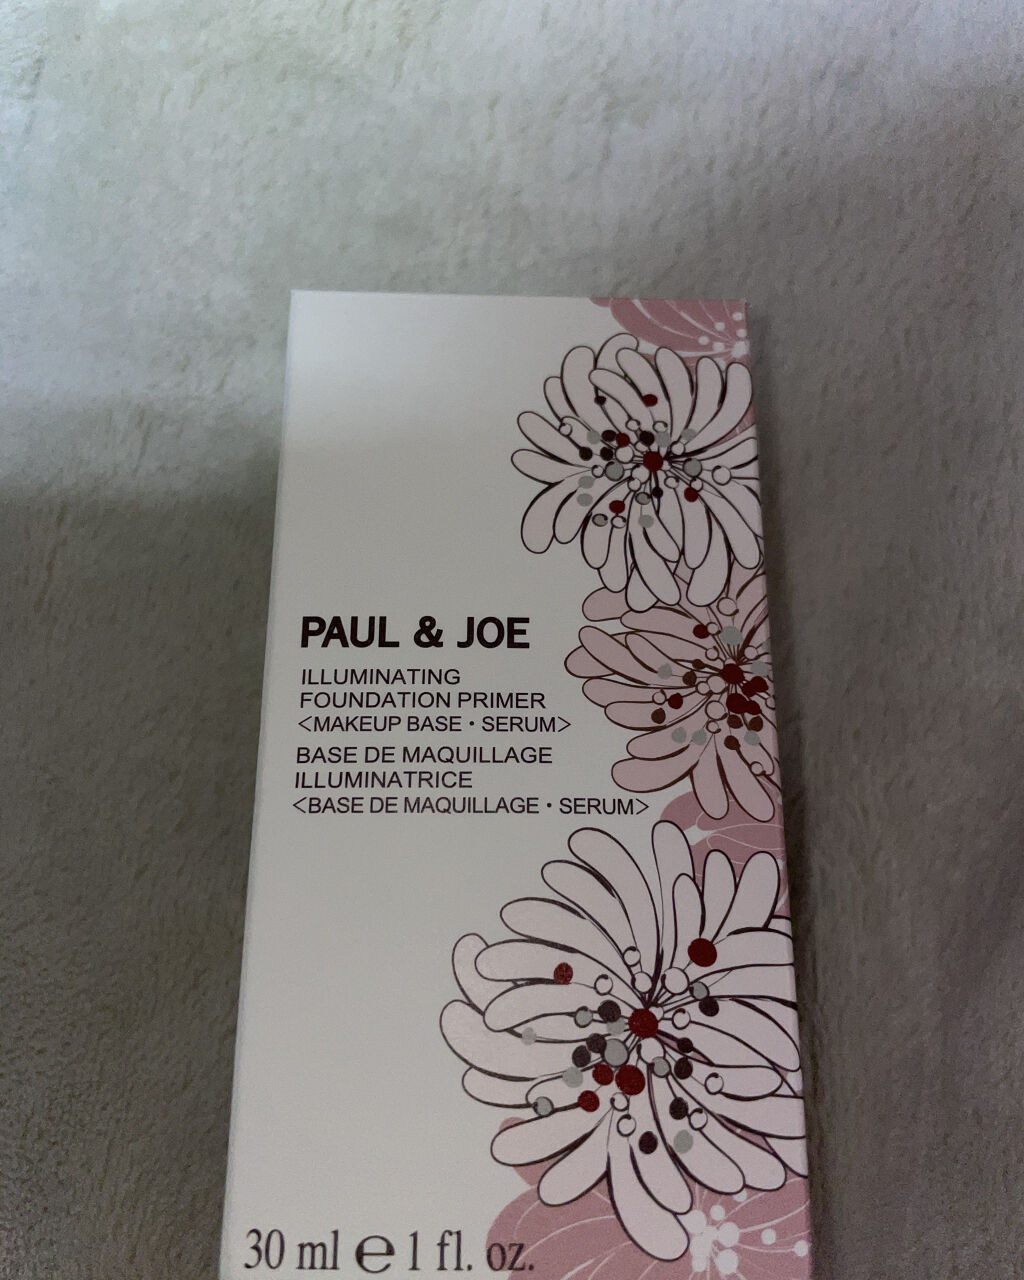 PAUL & JOE
ILLUMINATING
FOUNDATION PRIMER
<MAKEUP BASE・SERUM>
BASE DE MAQUILLAGE
ILLUMINATRICE
<BASE DE MAQUILLAGE・SERUM>
30 ml ℮ 1 fl. oz.